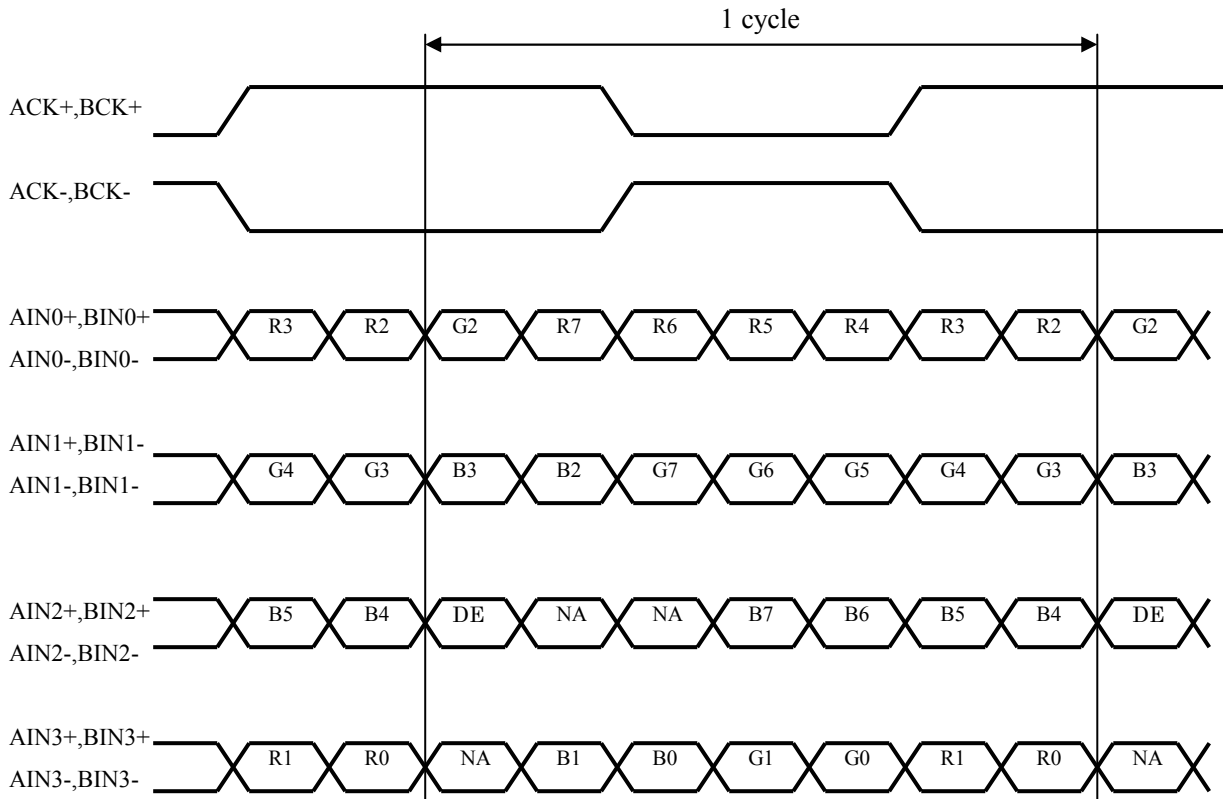 1 cycle
ACK+,BCK+
ACK-,BCK-
AIN0+,BIN0+
R3 R2 G2 R7 R6 R5 R4 R3 R2 G2
AIN0-,BIN0-
AIN1+,BIN1-
G4 G3 B3 B2 G7 G6 G5 G4 G3 B3
AIN1-,BIN1-
AIN2+,BIN2+
B5 B4 DE NA NA B7 B6 B5 B4 DE
AIN2-,BIN2-
AIN3+,BIN3+
R1 R0 NA B1 B0 G1 G0 R1 R0 NA
AIN3-,BIN3-